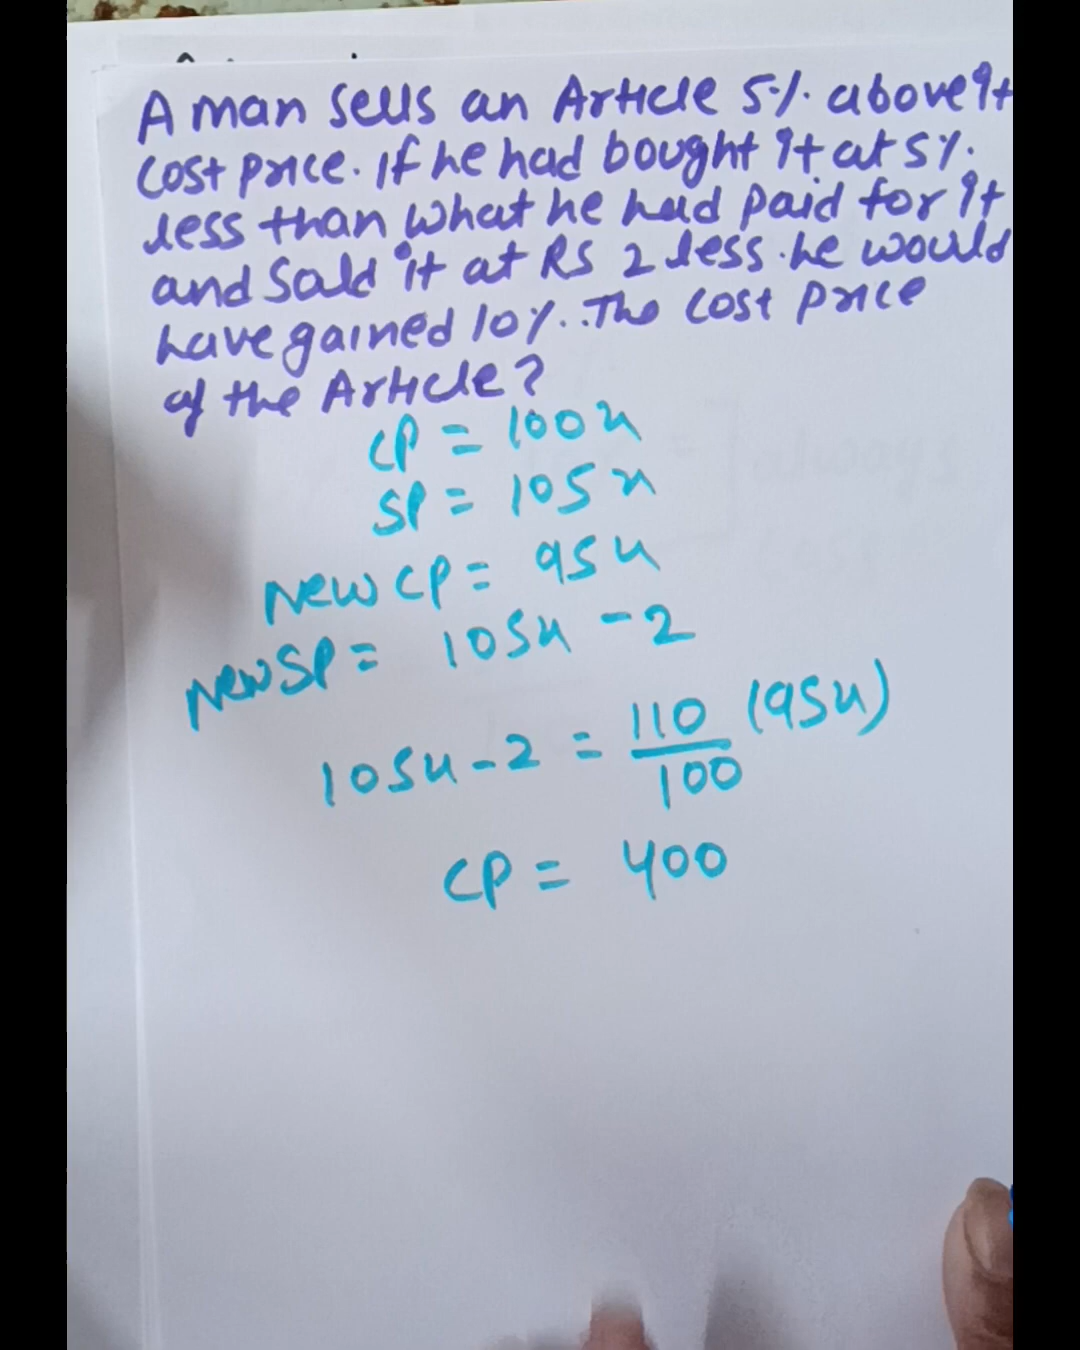 A man sells an Article 5% above it
cost price. If he had bought it at 5%
less than what he had paid for it
and sald it at Rs 2 less. he would
have gained 10%. The cost price
of the Article?
CP = 100x
SP = 105x
New CP = 95x
New SP = 105x - 2
105x - 2 = 110/100 (95x)
CP = 400